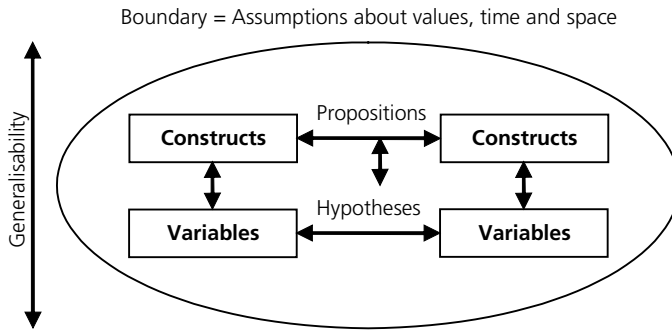 Boundary = Assumptions about values, time and space
Generalisability
Propositions
Constructs
Constructs
Hypotheses
Variables
Variables